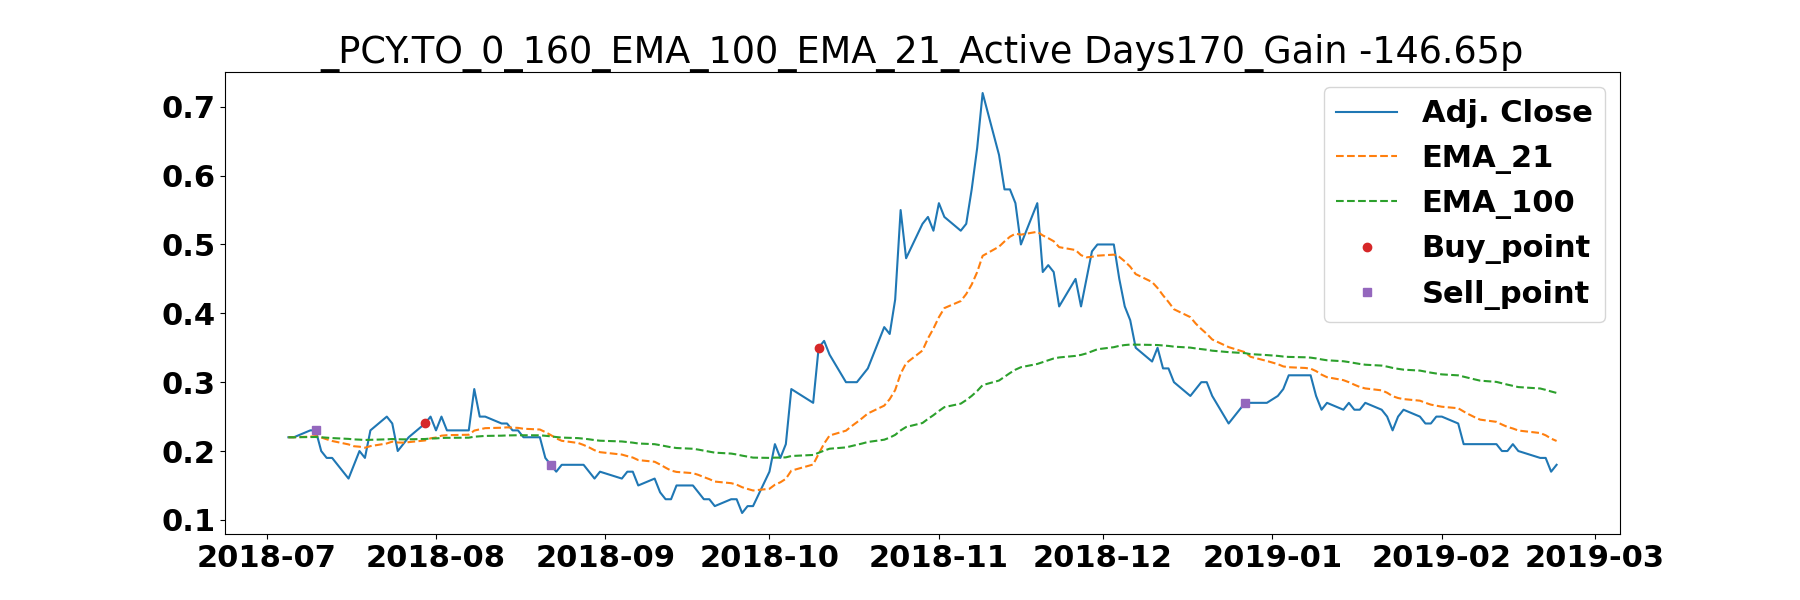 _PCY.TO_0_160_EMA_100_EMA_21_Active Days170_Gain -146.65p
0.7
0.6
0.5
0.4
0.3
0.2
0.1
Adj. Close
EMA_21
EMA_100
Buy_point
Sell_point
2018-07 2018-08 2018-09 2018-10 2018-11 2018-12 2019-01 2019-02 2019-03